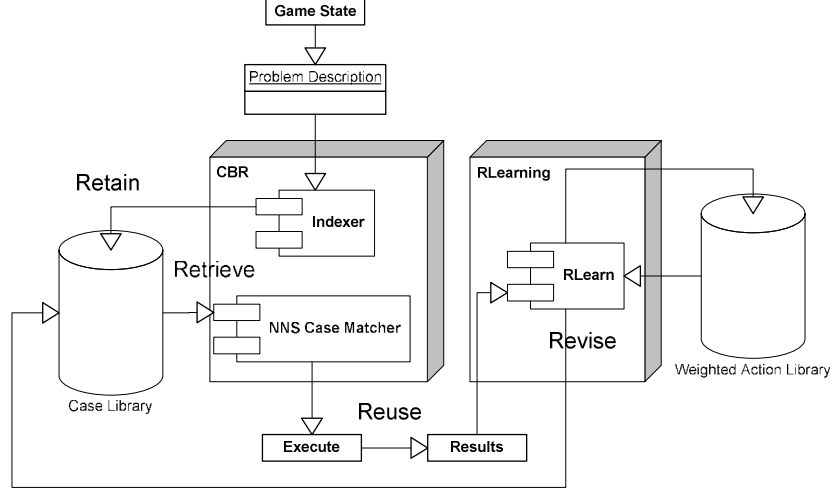 Game State
Problem Description
CBR
RLearning
Retain
Indexer
Retrieve
RLearn
NNS Case Matcher
Revise
Weighted Action Library
Case Library
Reuse
Execute
Results